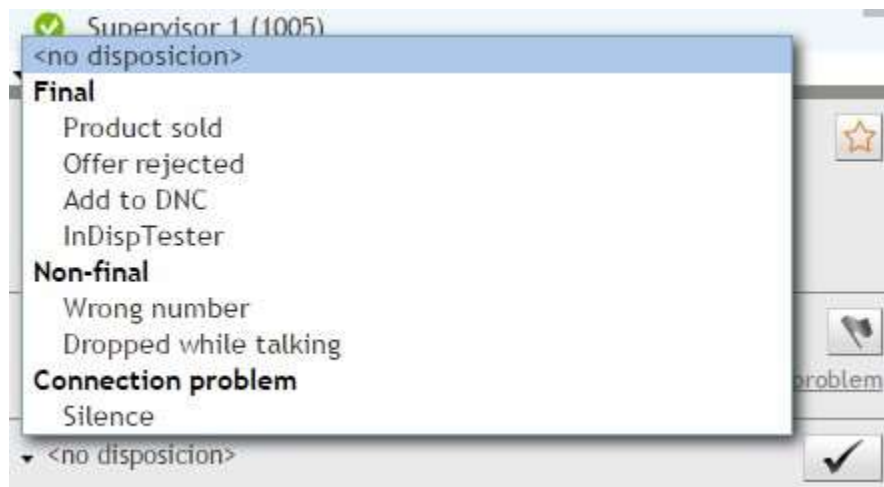 Supervisor 1 (1005)
<no disposicion>
Final
Product sold
Offer rejected
Add to DNC
InDispTester
Non-final
Wrong number
Dropped while talking
Connection problem
Silence
problem
<no disposicion>